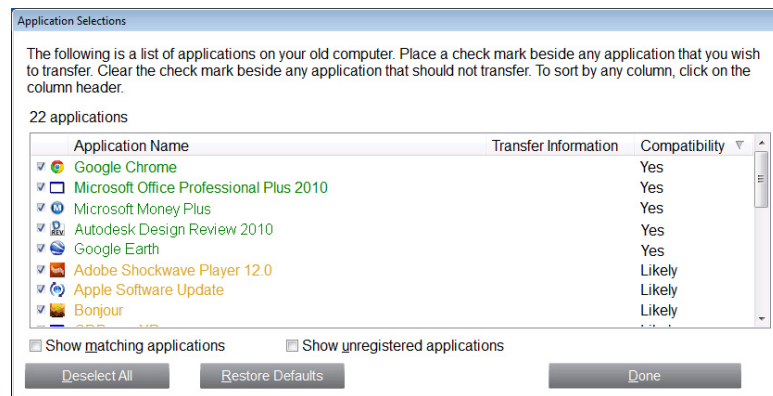 Application Selections
The following is a list of applications on your old computer. Place a check mark beside any application that you wish
to transfer. Clear the check mark beside any application that should not transfer. To sort by any column, click on the
column header.
22 applications
Application Name Transfer Information Compatibility
Google Chrome Yes
Microsoft Office Professional Plus 2010 Yes
Microsoft Money Plus Yes
Autodesk Design Review 2010 Yes
Google Earth Yes
Adobe Shockwave Player 12.0 Likely
Apple Software Update Likely
Bonjour Likely
Show matching applications Show unregistered applications
Deselect All Restore Defaults Done